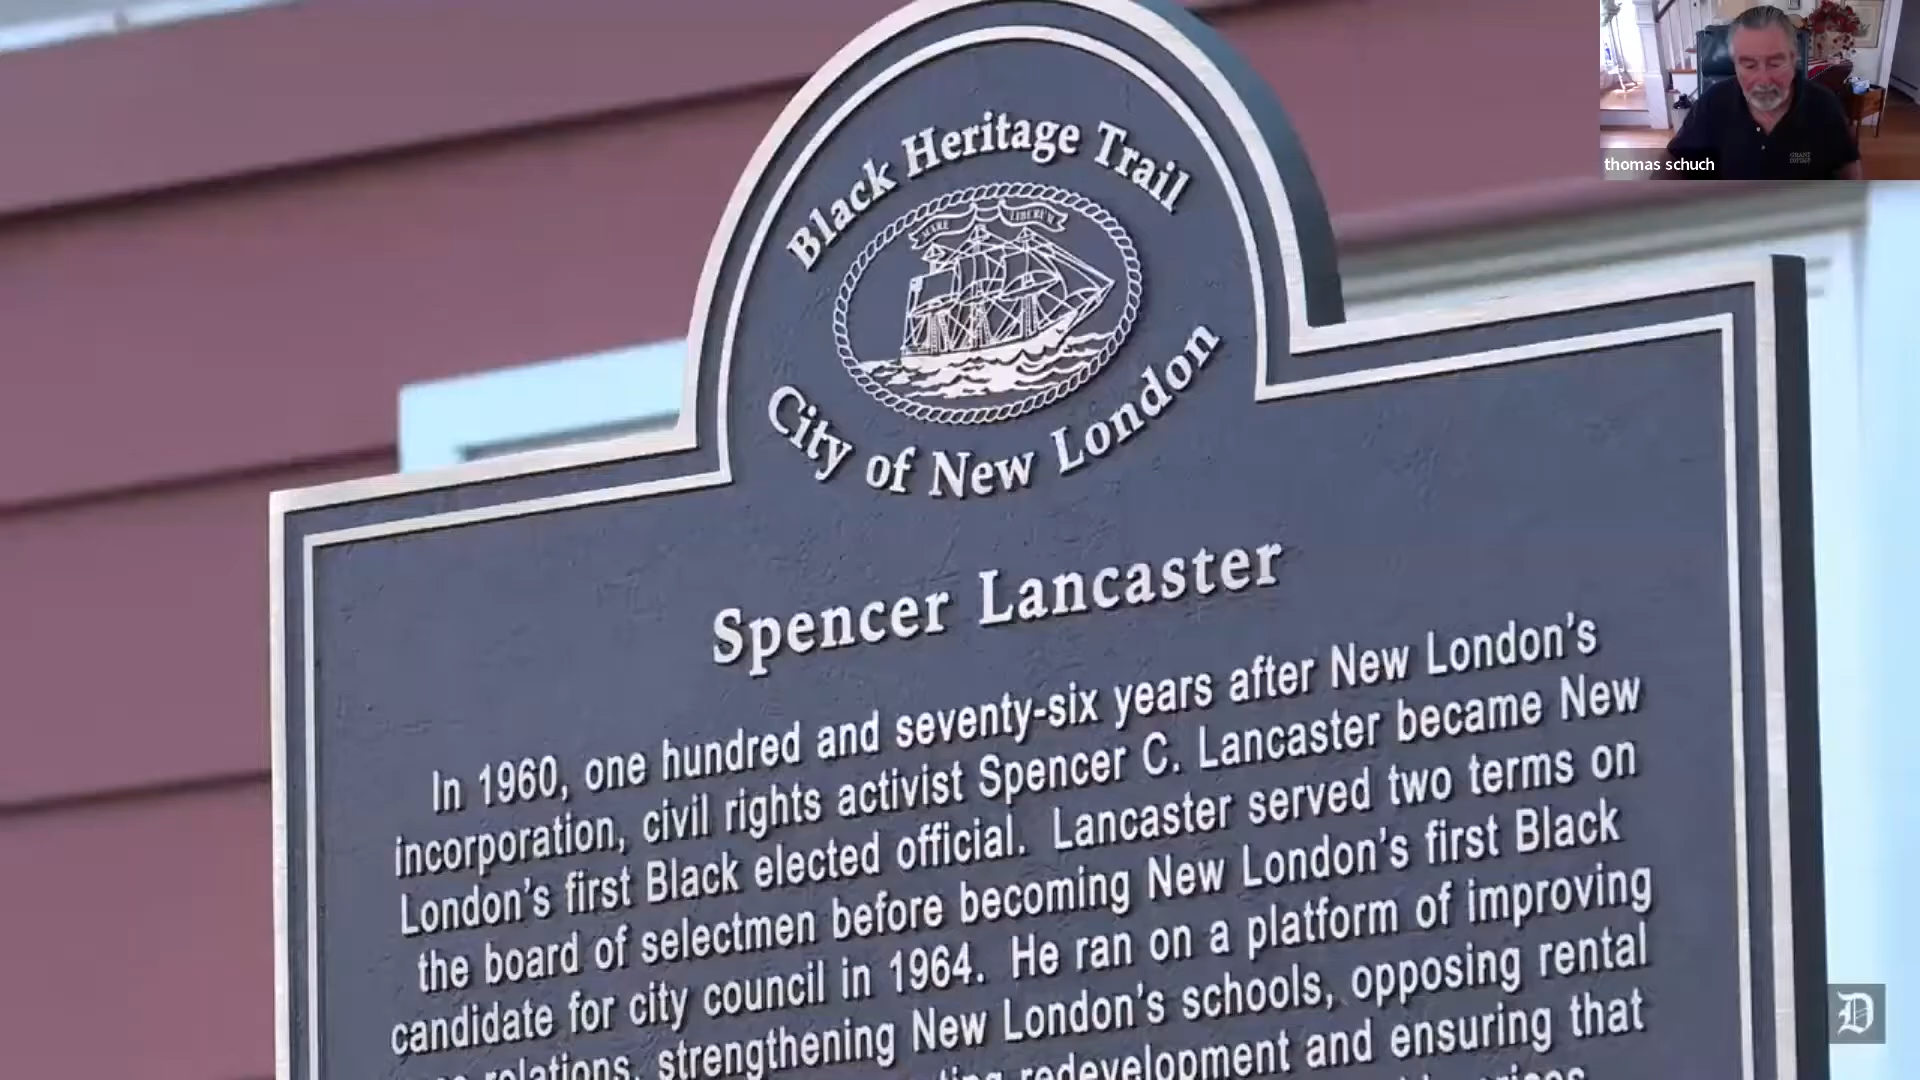 thomas schuch
Black Heritage Trail
MARE LIBERUM
City of New London
Spencer Lancaster
In 1960, one hundred and seventy-six years after New London's
incorporation, civil rights activist Spencer C. Lancaster became New
London's first Black elected official. Lancaster served two terms on
the board of selectmen before becoming New London's first Black
candidate for city council in 1964. He ran on a platform of improving
relations, strengthening New London's schools, opposing rental
redevelopment and ensuring that
D